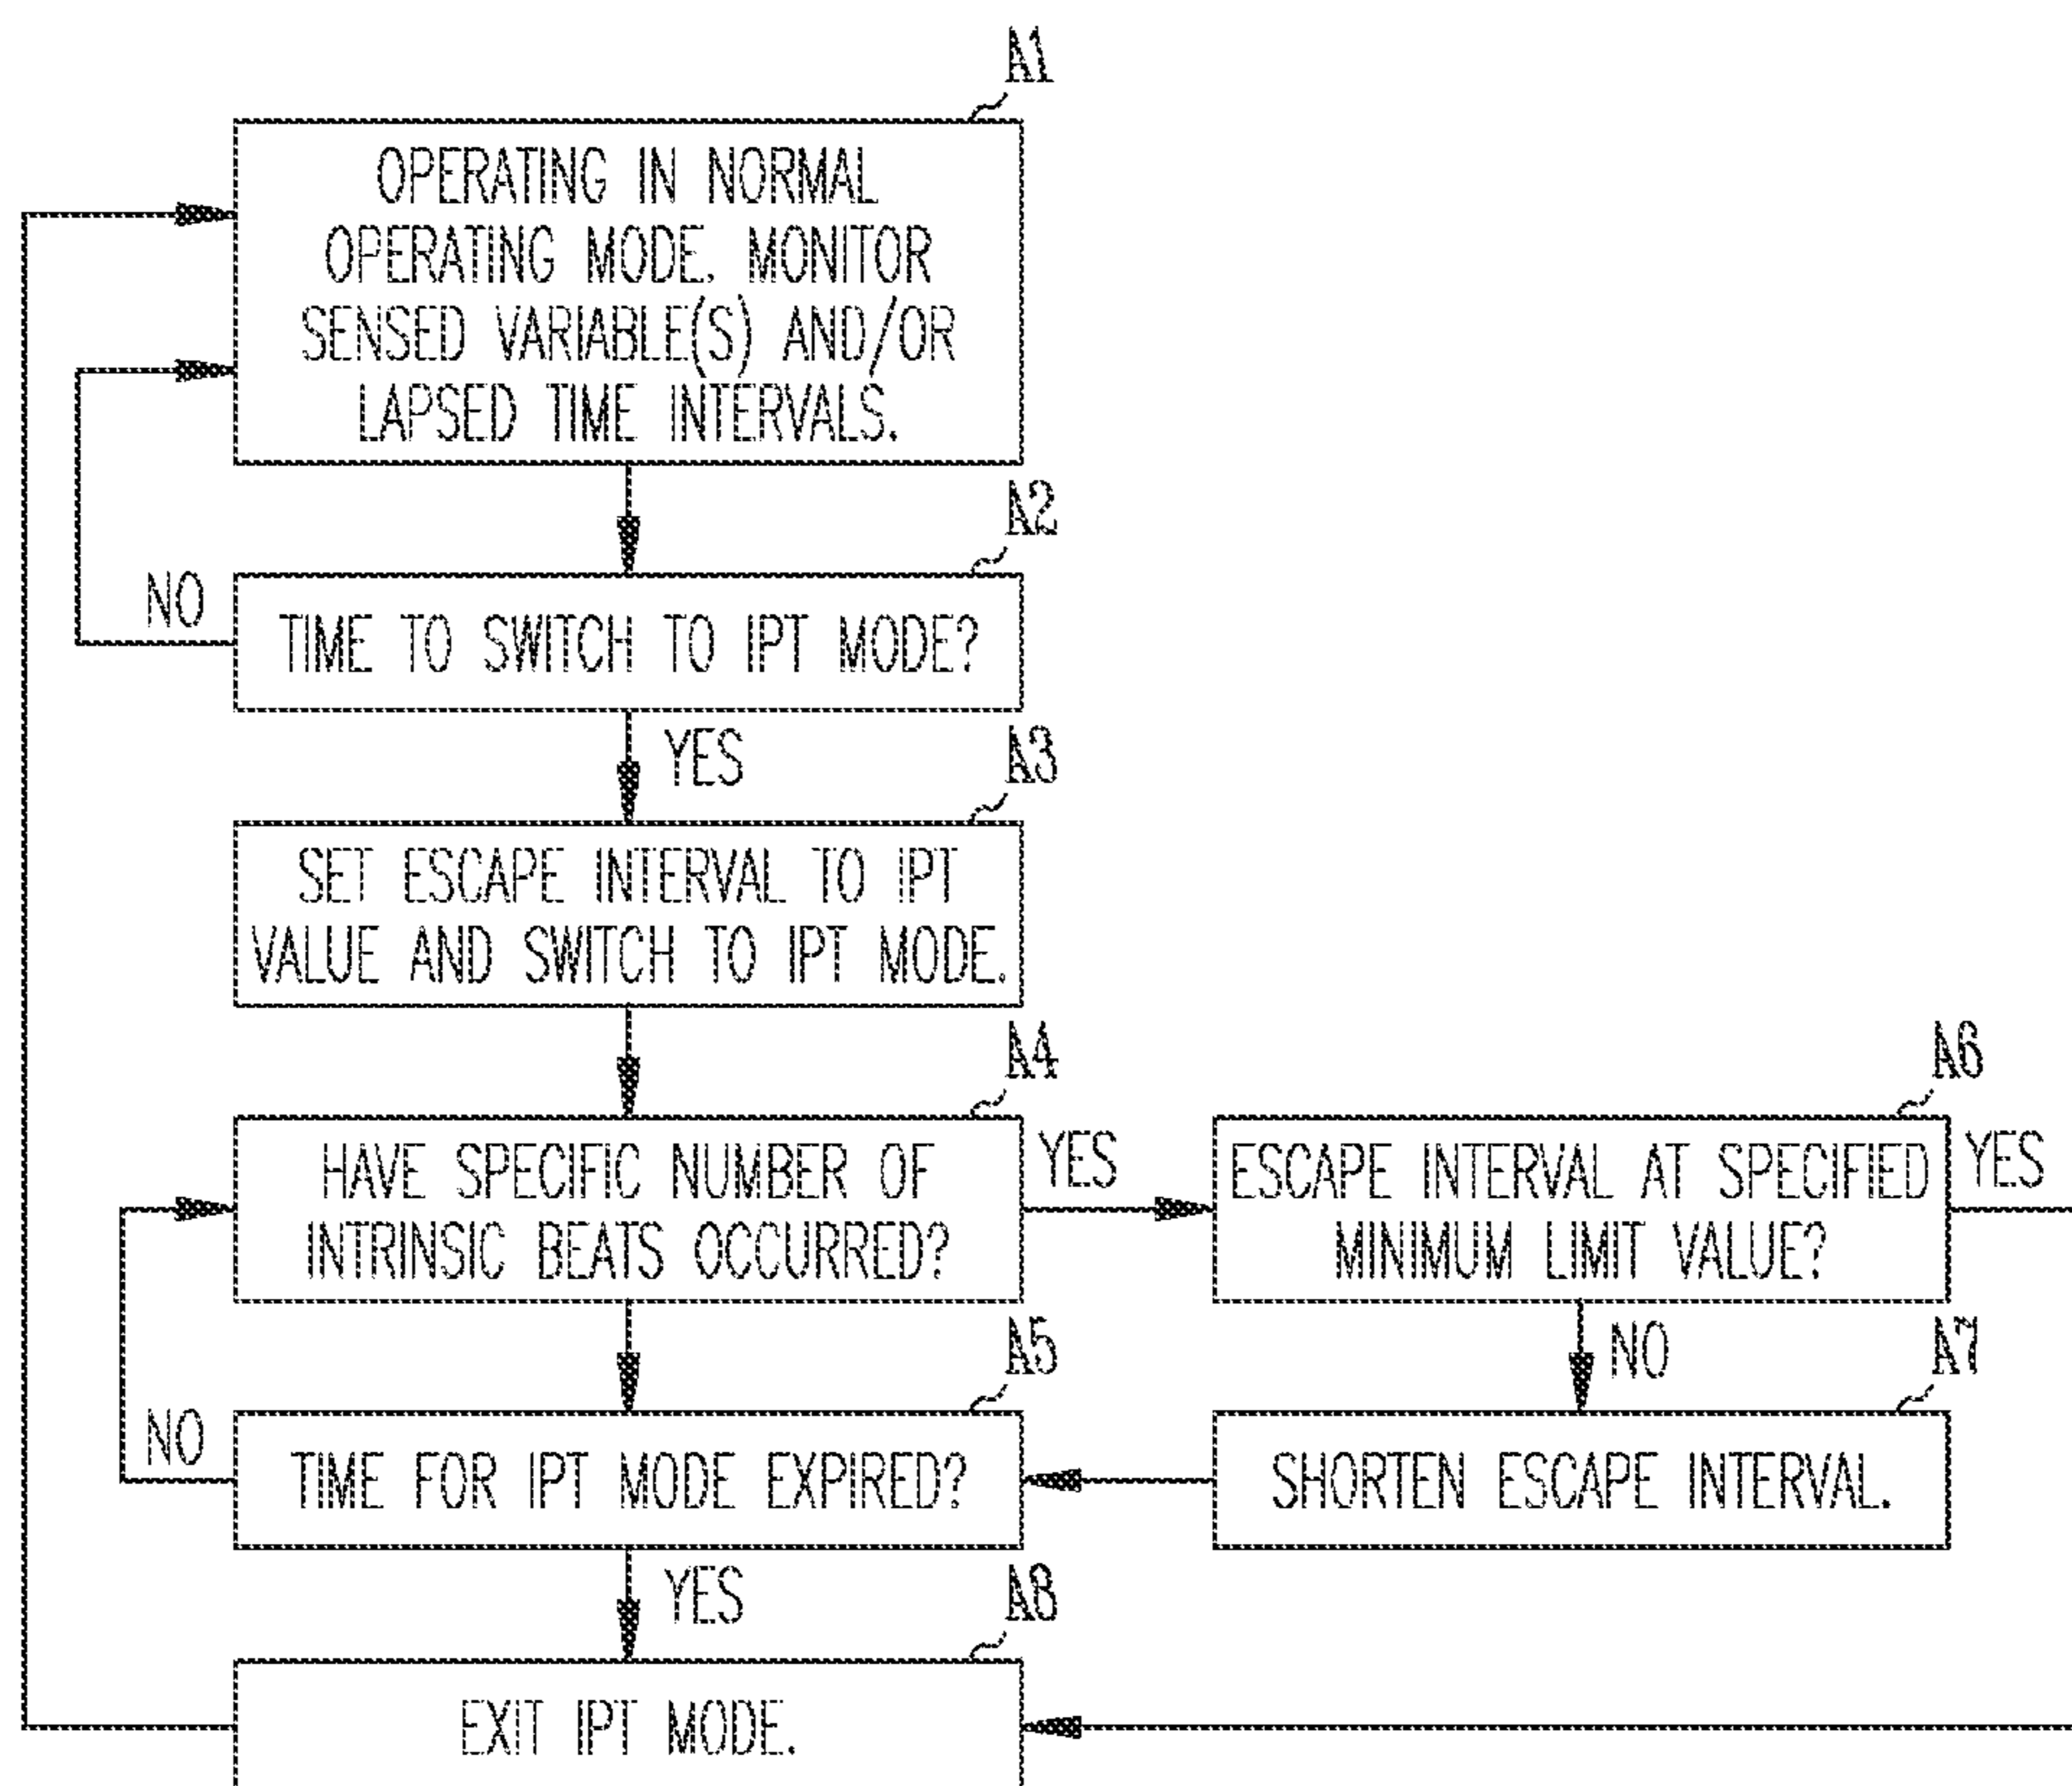 A1
OPERATING IN NORMAL
OPERATING MODE. MONITOR
SENSED VARIABLE(S) AND/OR
LAPSED TIME INTERVALS.
A2
NO
TIME TO SWITCH TO IPT MODE?
YES
A3
SET ESCAPE INTERVAL TO IPT
VALUE AND SWITCH TO IPT MODE.
A4
HAVE SPECIFIC NUMBER OF
INTRINSIC BEATS OCCURRED?
YES
A6
ESCAPE INTERVAL AT SPECIFIED
MINIMUM LIMIT VALUE?
YES
NO
A5
NO
TIME FOR IPT MODE EXPIRED?
A7
SHORTEN ESCAPE INTERVAL.
YES
A8
EXIT IPT MODE.